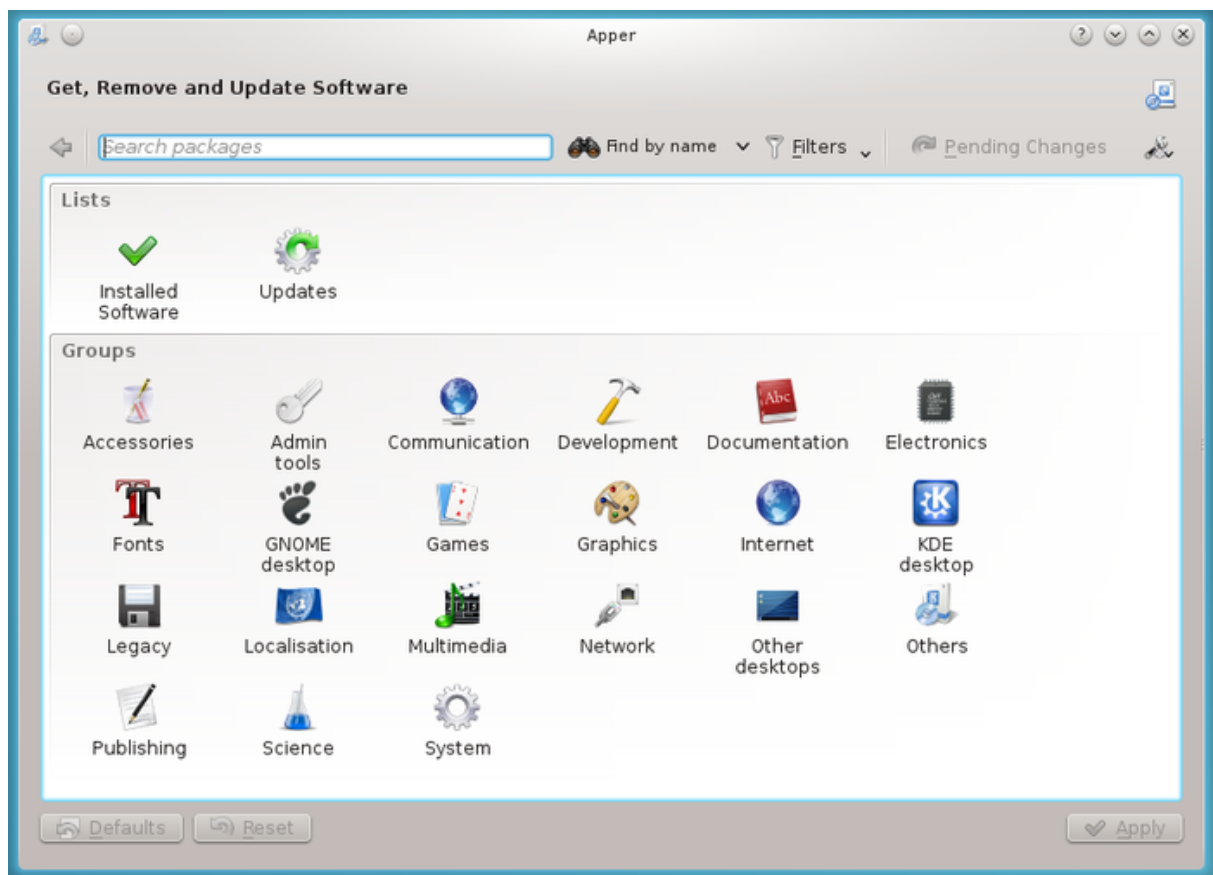 Apper
Get, Remove and Update Software
Search packages
Find by name
Filters
Pending Changes
Lists
Installed
Software
Updates
Groups
Accessories
Admin
tools
Communication
Development
Documentation
Electronics
Fonts
GNOME
desktop
Games
Graphics
Internet
KDE
desktop
Legacy
Localisation
Multimedia
Network
Other
desktops
Others
Publishing
Science
System
Defaults
Reset
Apply
Abc